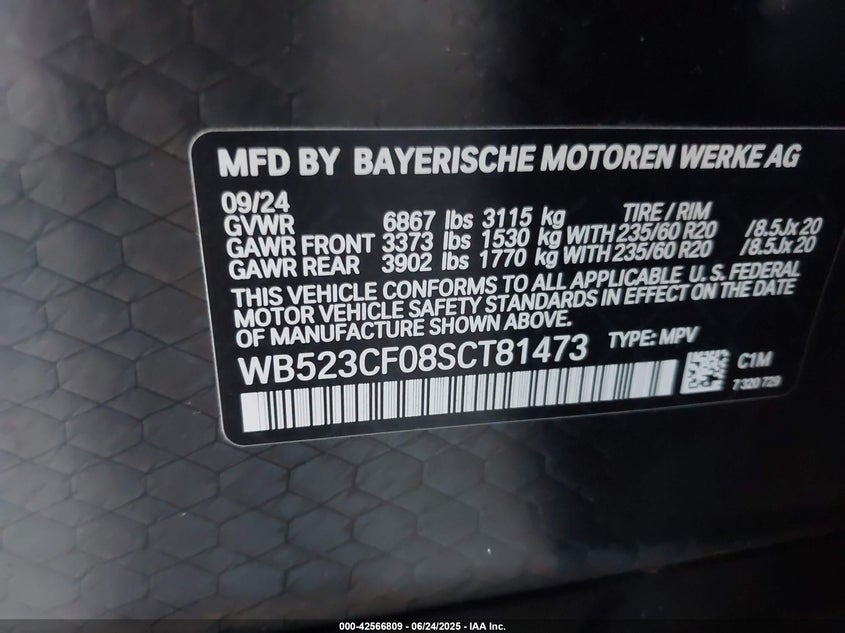 MFD BY BAYERISCHE MOTOREN WERKE AG
09/24 TIRE / RIM
GVWR 6867 lbs 3115 kg
GAWR FRONT 3373 lbs 1530 kg WITH 235/60 R20 /8.5Jx20
GAWR REAR 3902 lbs 1770 kg WITH 235/60 R20 /8.5Jx20
THIS VEHICLE CONFORMS TO ALL APPLICABLE U.S. FEDERAL
MOTOR VEHICLE SAFETY STANDARDS IN EFFECT ON THE DATE
OF MANUFACTURE SHOWN ABOVE.
WB523CF08SCT81473 TYPE: MPV
C1M
7 320 729
000-42566809 - 06/24/2025 - IAA Inc.